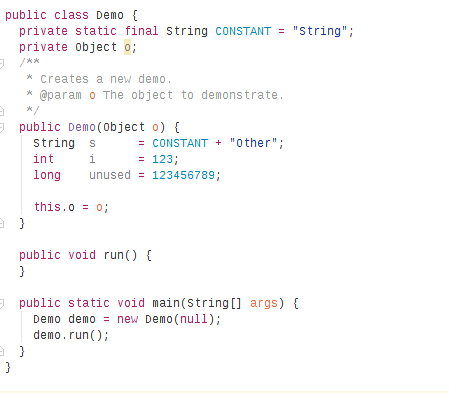 public class Demo {
  private static final String CONSTANT = "String";
  private Object o;
  /**
   * Creates a new demo.
   * @param o The object to demonstrate.
   */
  public Demo(Object o) {
    String  s      = CONSTANT + "Other";
    int     i      = 123;
    long    unused = 123456789;

    this.o = o;
  }

  public void run() {
  }

  public static void main(String[] args) {
    Demo demo = new Demo(null);
    demo.run();
  }
}